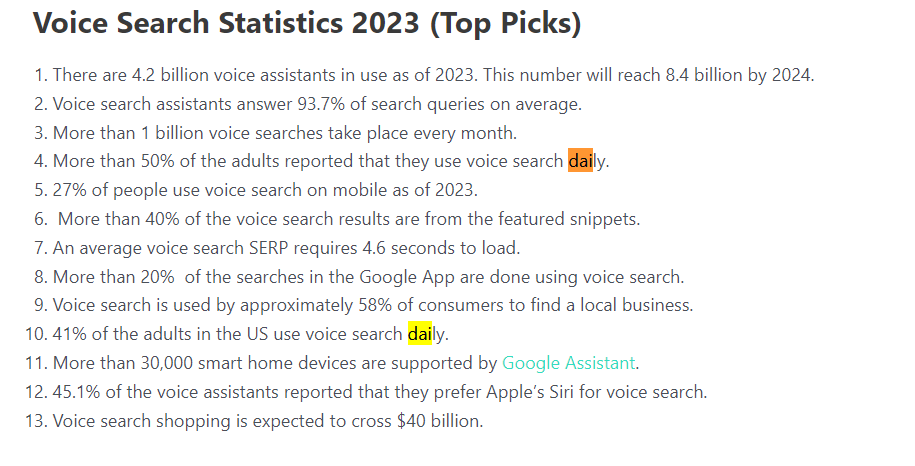 Voice Search Statistics 2023 (Top Picks)
1. There are 4.2 billion voice assistants in use as of 2023. This number will reach 8.4 billion by 2024.
2. Voice search assistants answer 93.7% of search queries on average.
3. More than 1 billion voice searches take place every month.
4. More than 50% of the adults reported that they use voice search daily.
5. 27% of people use voice search on mobile as of 2023.
6. More than 40% of the voice search results are from the featured snippets.
7. An average voice search SERP requires 4.6 seconds to load.
8. More than 20% of the searches in the Google App are done using voice search.
9. Voice search is used by approximately 58% of consumers to find a local business.
10. 41% of the adults in the US use voice search daily.
11. More than 30,000 smart home devices are supported by Google Assistant.
12. 45.1% of the voice assistants reported that they prefer Apple’s Siri for voice search.
13. Voice search shopping is expected to cross $40 billion.